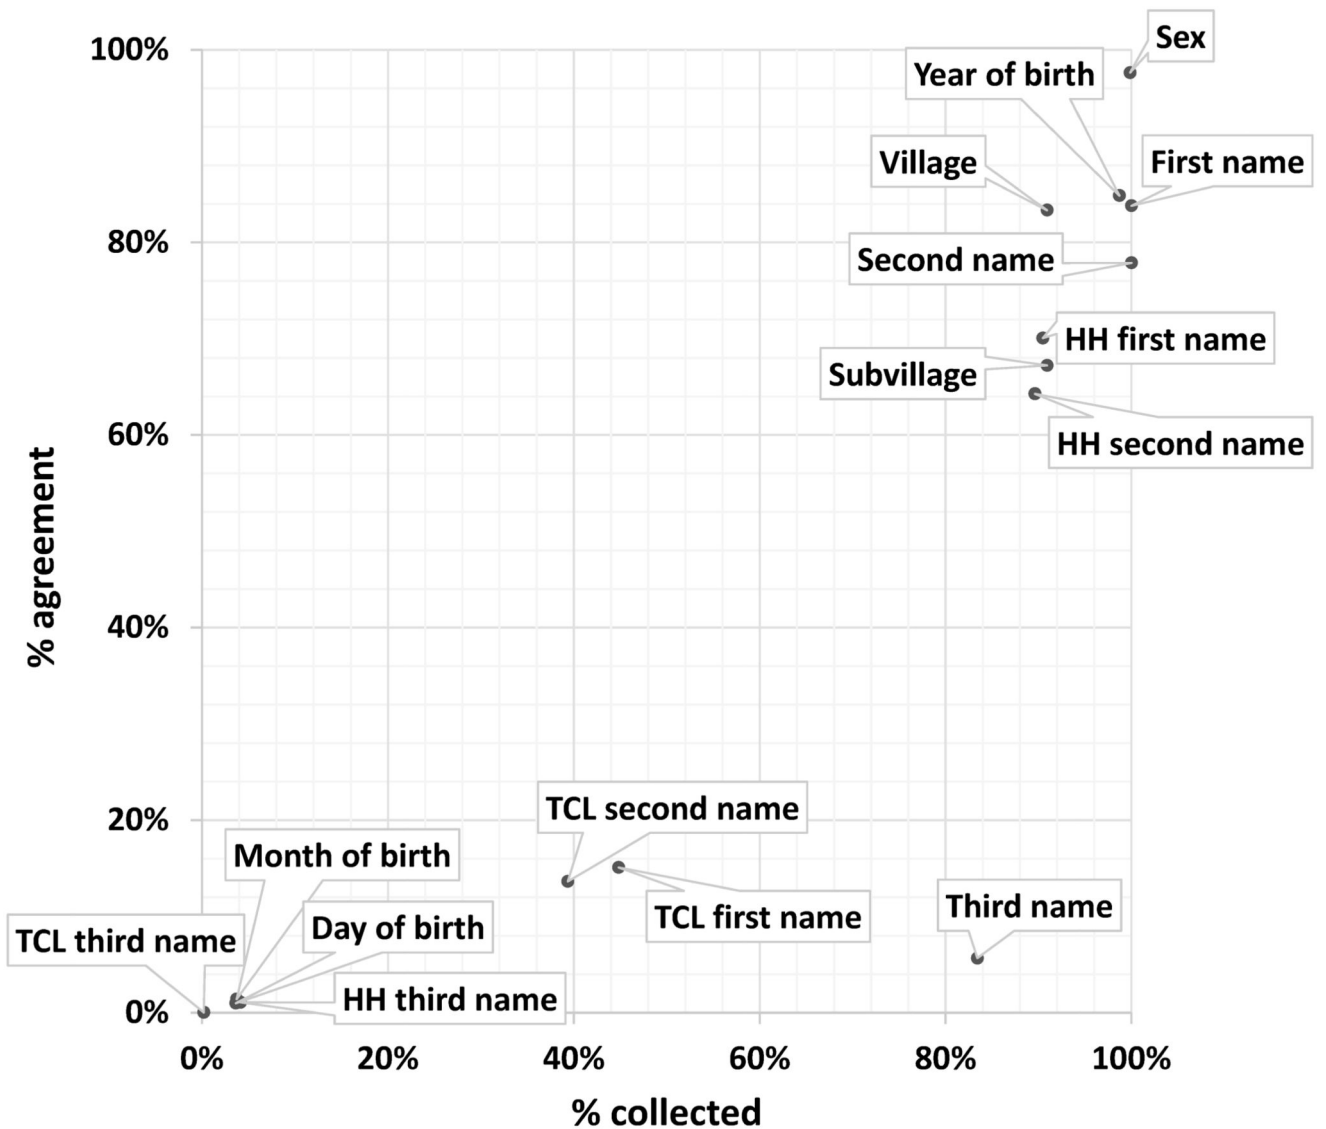 100%
Sex
Year of birth
Village
First name
80%
Second name
HH first name
Subvillage
60%
HH second name
% agreement
40%
20%
TCL second name
Month of birth
TCL first name
Third name
Day of birth
TCL third name
HH third name
0%
0%
20%
40%
60%
80%
100%
% collected